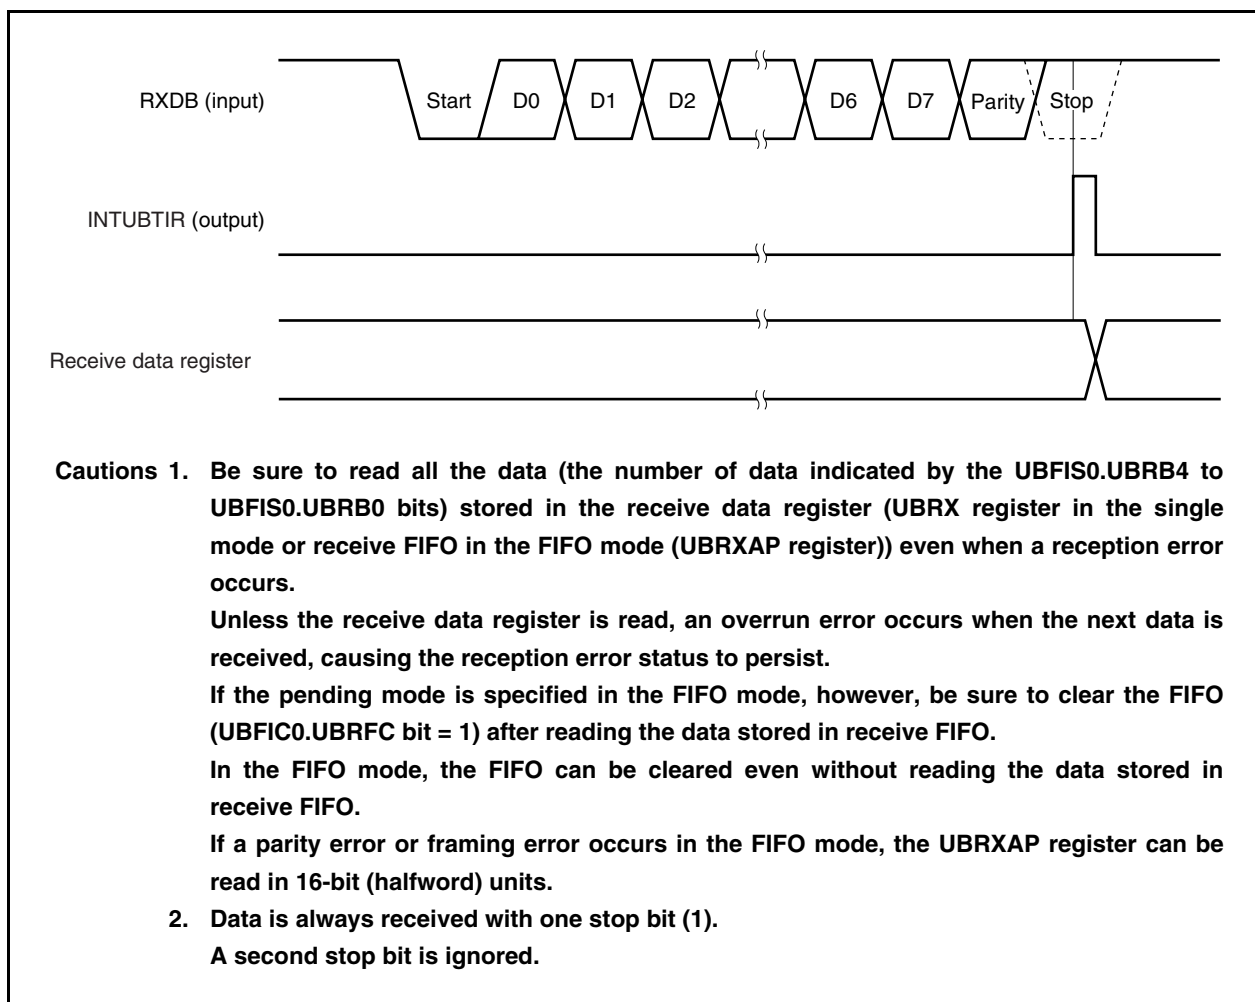 RXDB (input)
Start
D0
D1
D2
D6
D7
Parity
Stop
INTUBTIR (output)
Receive data register
Cautions 1. Be sure to read all the data (the number of data indicated by the UBFIS0.UBRB4 to
UBFIS0.UBRB0 bits) stored in the receive data register (UBRX register in the single
mode or receive FIFO in the FIFO mode (UBRXAP register)) even when a reception error
occurs.
Unless the receive data register is read, an overrun error occurs when the next data is
received, causing the reception error status to persist.
If the pending mode is specified in the FIFO mode, however, be sure to clear the FIFO
(UBFIC0.UBRFC bit = 1) after reading the data stored in receive FIFO.
In the FIFO mode, the FIFO can be cleared even without reading the data stored in
receive FIFO.
If a parity error or framing error occurs in the FIFO mode, the UBRXAP register can be
read in 16-bit (halfword) units.
2. Data is always received with one stop bit (1).
A second stop bit is ignored.